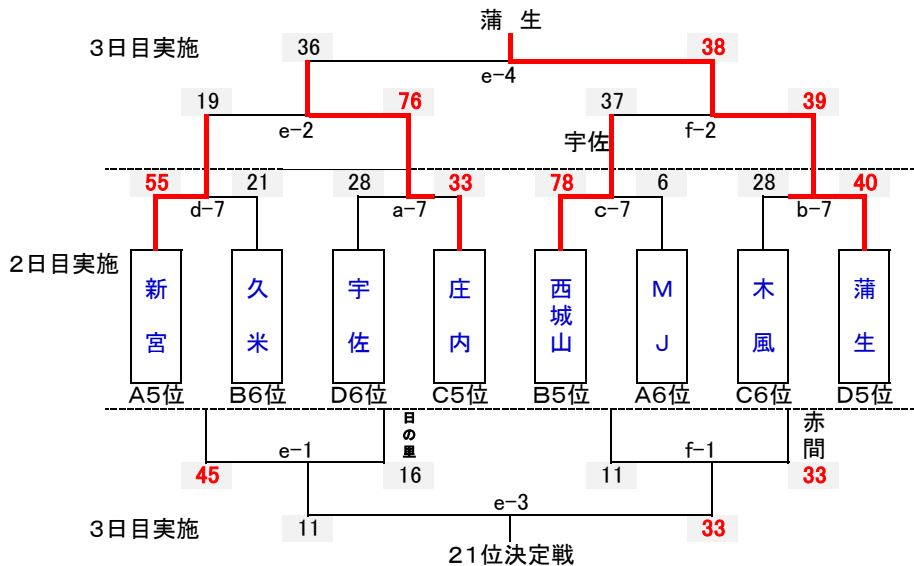 蒲 生
3日目実施
36
38
e-4
19
76
37
39
e-2
f-2
宇佐
55
21
28
33
78
6
28
40
d-7
a-7
c-7
b-7
2日目実施
新宮
久米
宇佐
庄内
西城山
MJ
木風
蒲生
A5位
B6位
D6位
C5位
B5位
A6位
C6位
D5位
日の里
赤間
e-1
f-1
45
16
11
33
e-3
3日目実施
11
33
21位決定戦